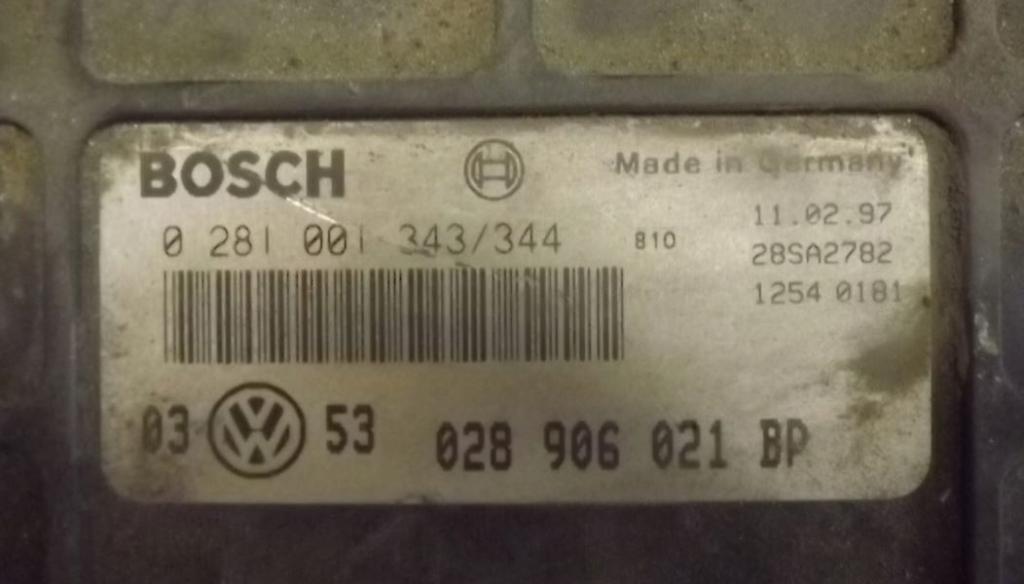 BOSCH Made in Germany
11.02.97
0 281 001 343/344 810
28SA2782
1254 0181
03 53 028 906 021 BP